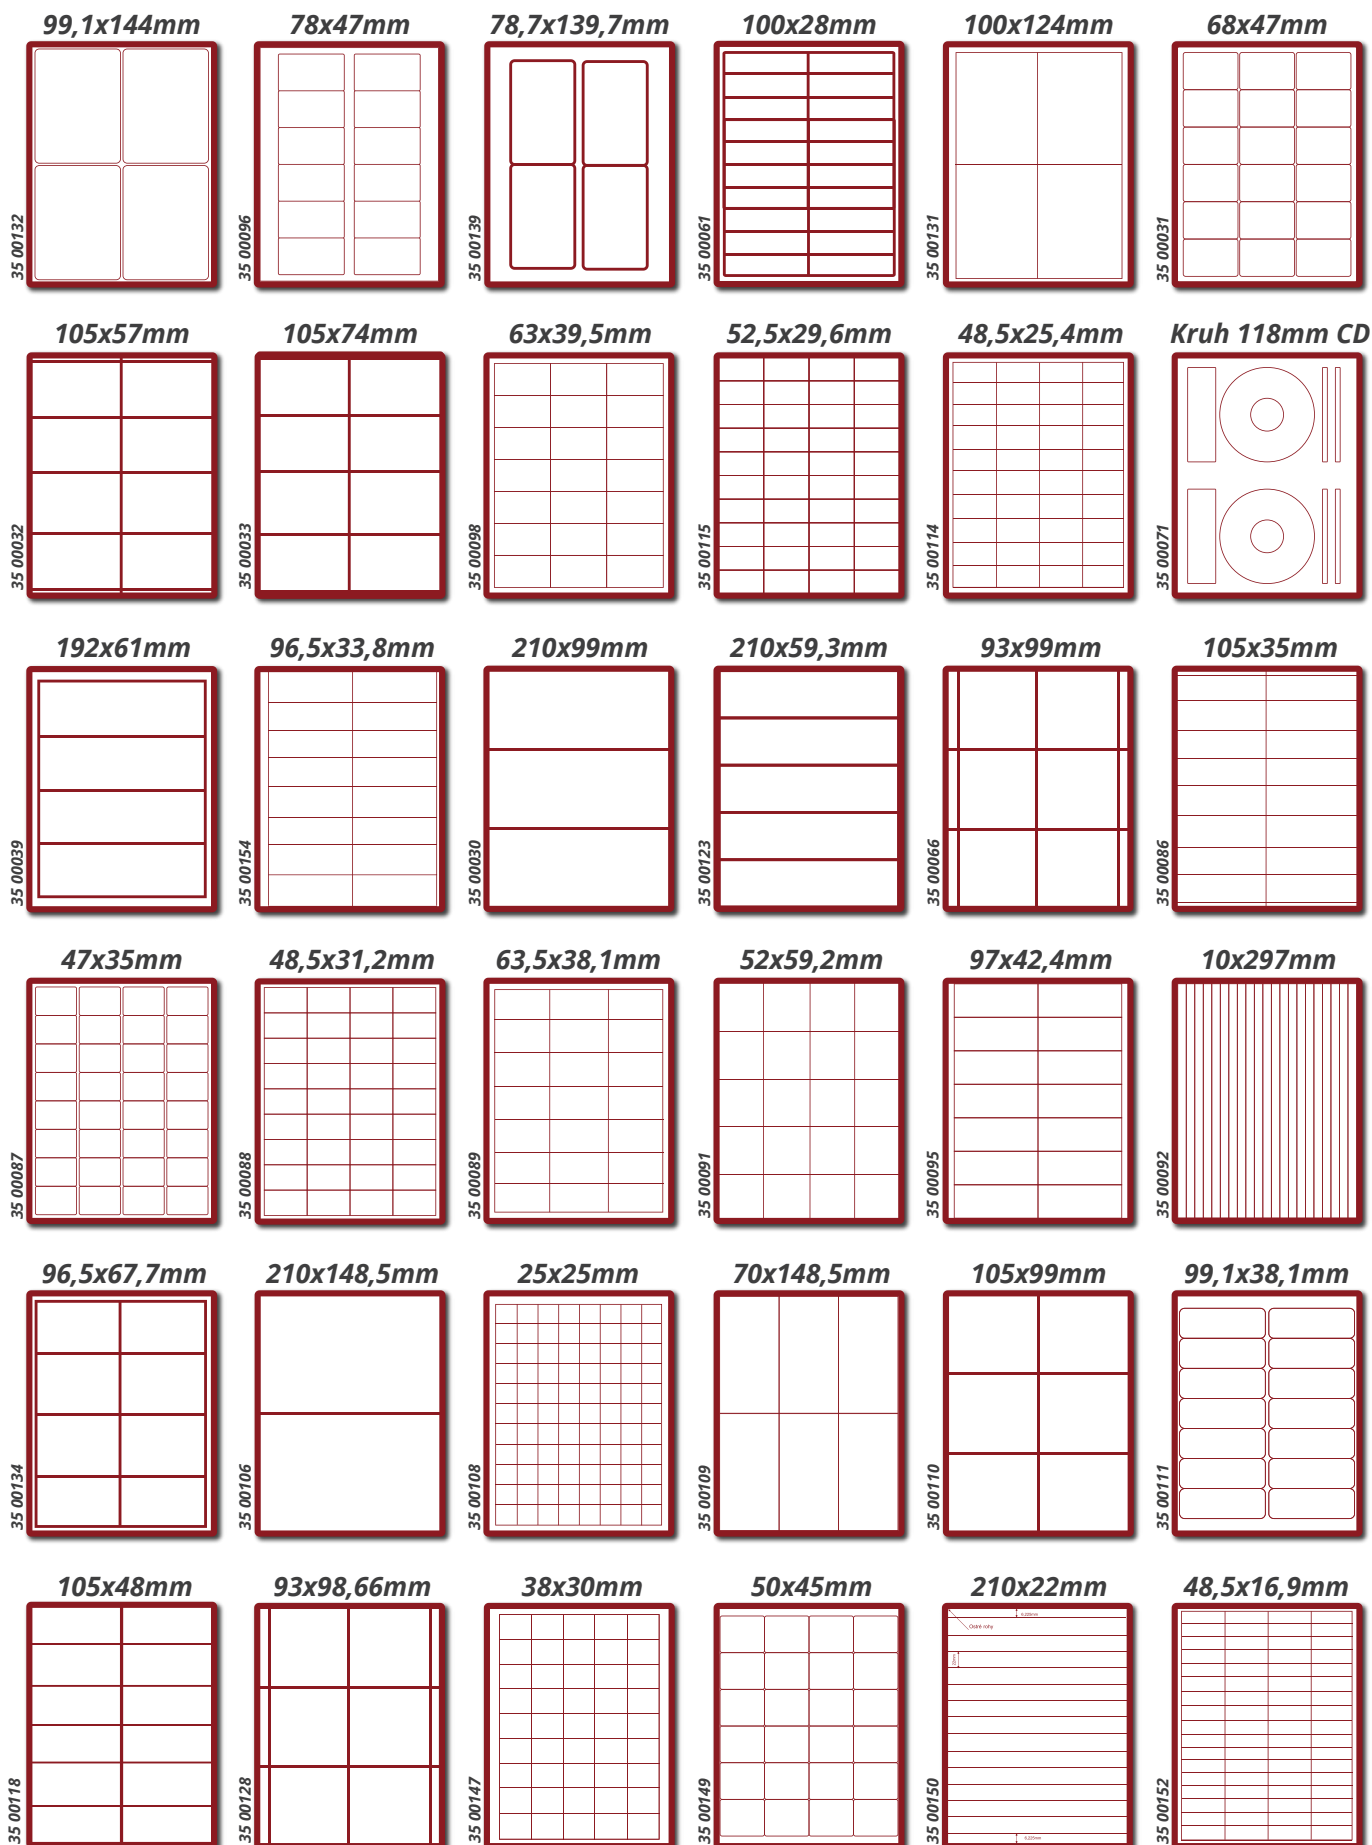 99,1x144mm
78x47mm
78,7x139,7mm
100x28mm
100x124mm
68x47mm
35 00132
35 00096
35 00139
35 00061
35 00131
35 00031
105x57mm
105x74mm
63x39,5mm
52,5x29,6mm
48,5x25,4mm
Kruh 118mm CD
35 00032
35 00033
35 00098
35 00115
35 00114
35 00071
192x61mm
96,5x33,8mm
210x99mm
210x59,3mm
93x99mm
105x35mm
35 00039
35 00154
35 00030
35 00123
35 00066
35 00086
47x35mm
48,5x31,2mm
63,5x38,1mm
52x59,2mm
97x42,4mm
10x297mm
35 00087
35 00088
35 00089
35 00091
35 00095
35 00092
96,5x67,7mm
210x148,5mm
25x25mm
70x148,5mm
105x99mm
99,1x38,1mm
35 00134
35 00106
35 00108
35 00109
35 00110
35 00111
105x48mm
93x98,66mm
38x30mm
50x45mm
210x22mm
48,5x16,9mm
Ostré rohy
22mm
35 00118
35 00128
35 00147
35 00149
35 00150
35 00152